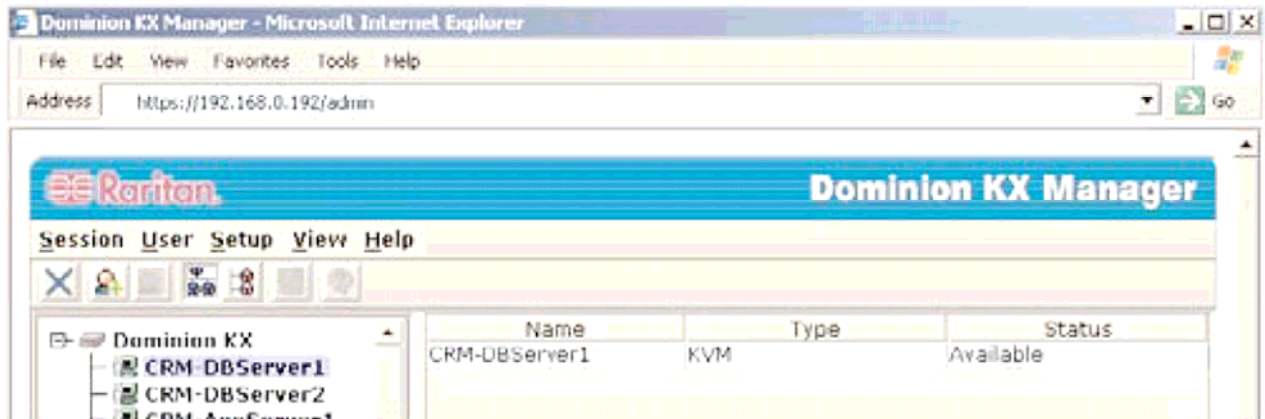 Dominion KX Manager - Microsoft Internet Explorer
File Edit View Favorites Tools Help
Address https://192.168.0.192/admin Go
Raritan. Dominion KX Manager
Session User Setup View Help
Name Type Status
Dominion KX
CRM-DBServer1 KVM Available
CRM-DBServer1
CRM-DBServer2
CRM-AppServer1